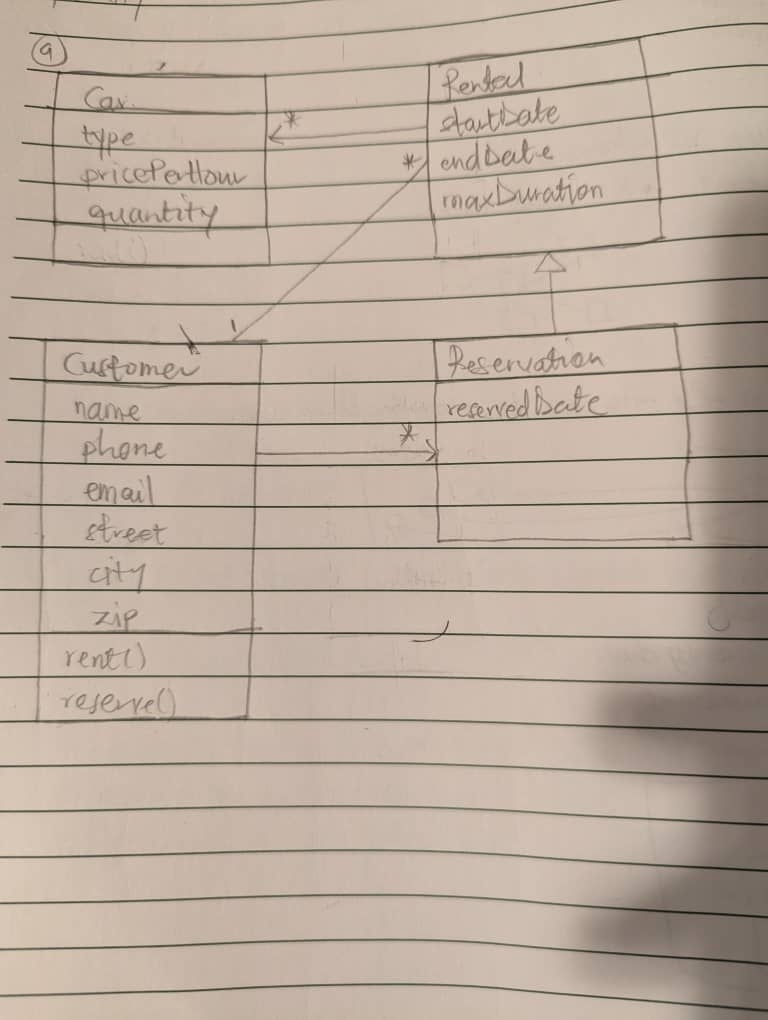 a
Car
type
pricePerHour
quantity
*
Rental
startDate
endDate
maxDuration
*
1
Customer
name
phone
email
street
city
zip
rent()
reserve()
*
Reservation
reservedDate